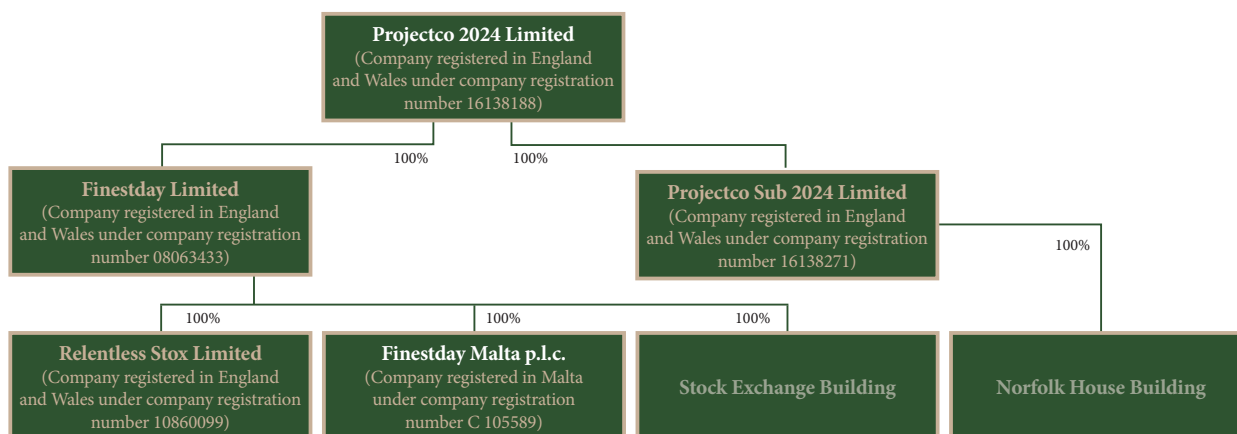 Projectco 2024 Limited
(Company registered in England
and Wales under company registration
number 16138188)
100%
100%
Finestday Limited
(Company registered in England
and Wales under company registration
number 08063433)
Projectco Sub 2024 Limited
(Company registered in England
and Wales under company registration
number 16138271)
100%
100%
100%
100%
Relentless Stox Limited
(Company registered in England
and Wales under company registration
number 10860099)
Finestday Malta p.l.c.
(Company registered in Malta
under company registration
number C 105589)
Stock Exchange Building
Norfolk House Building